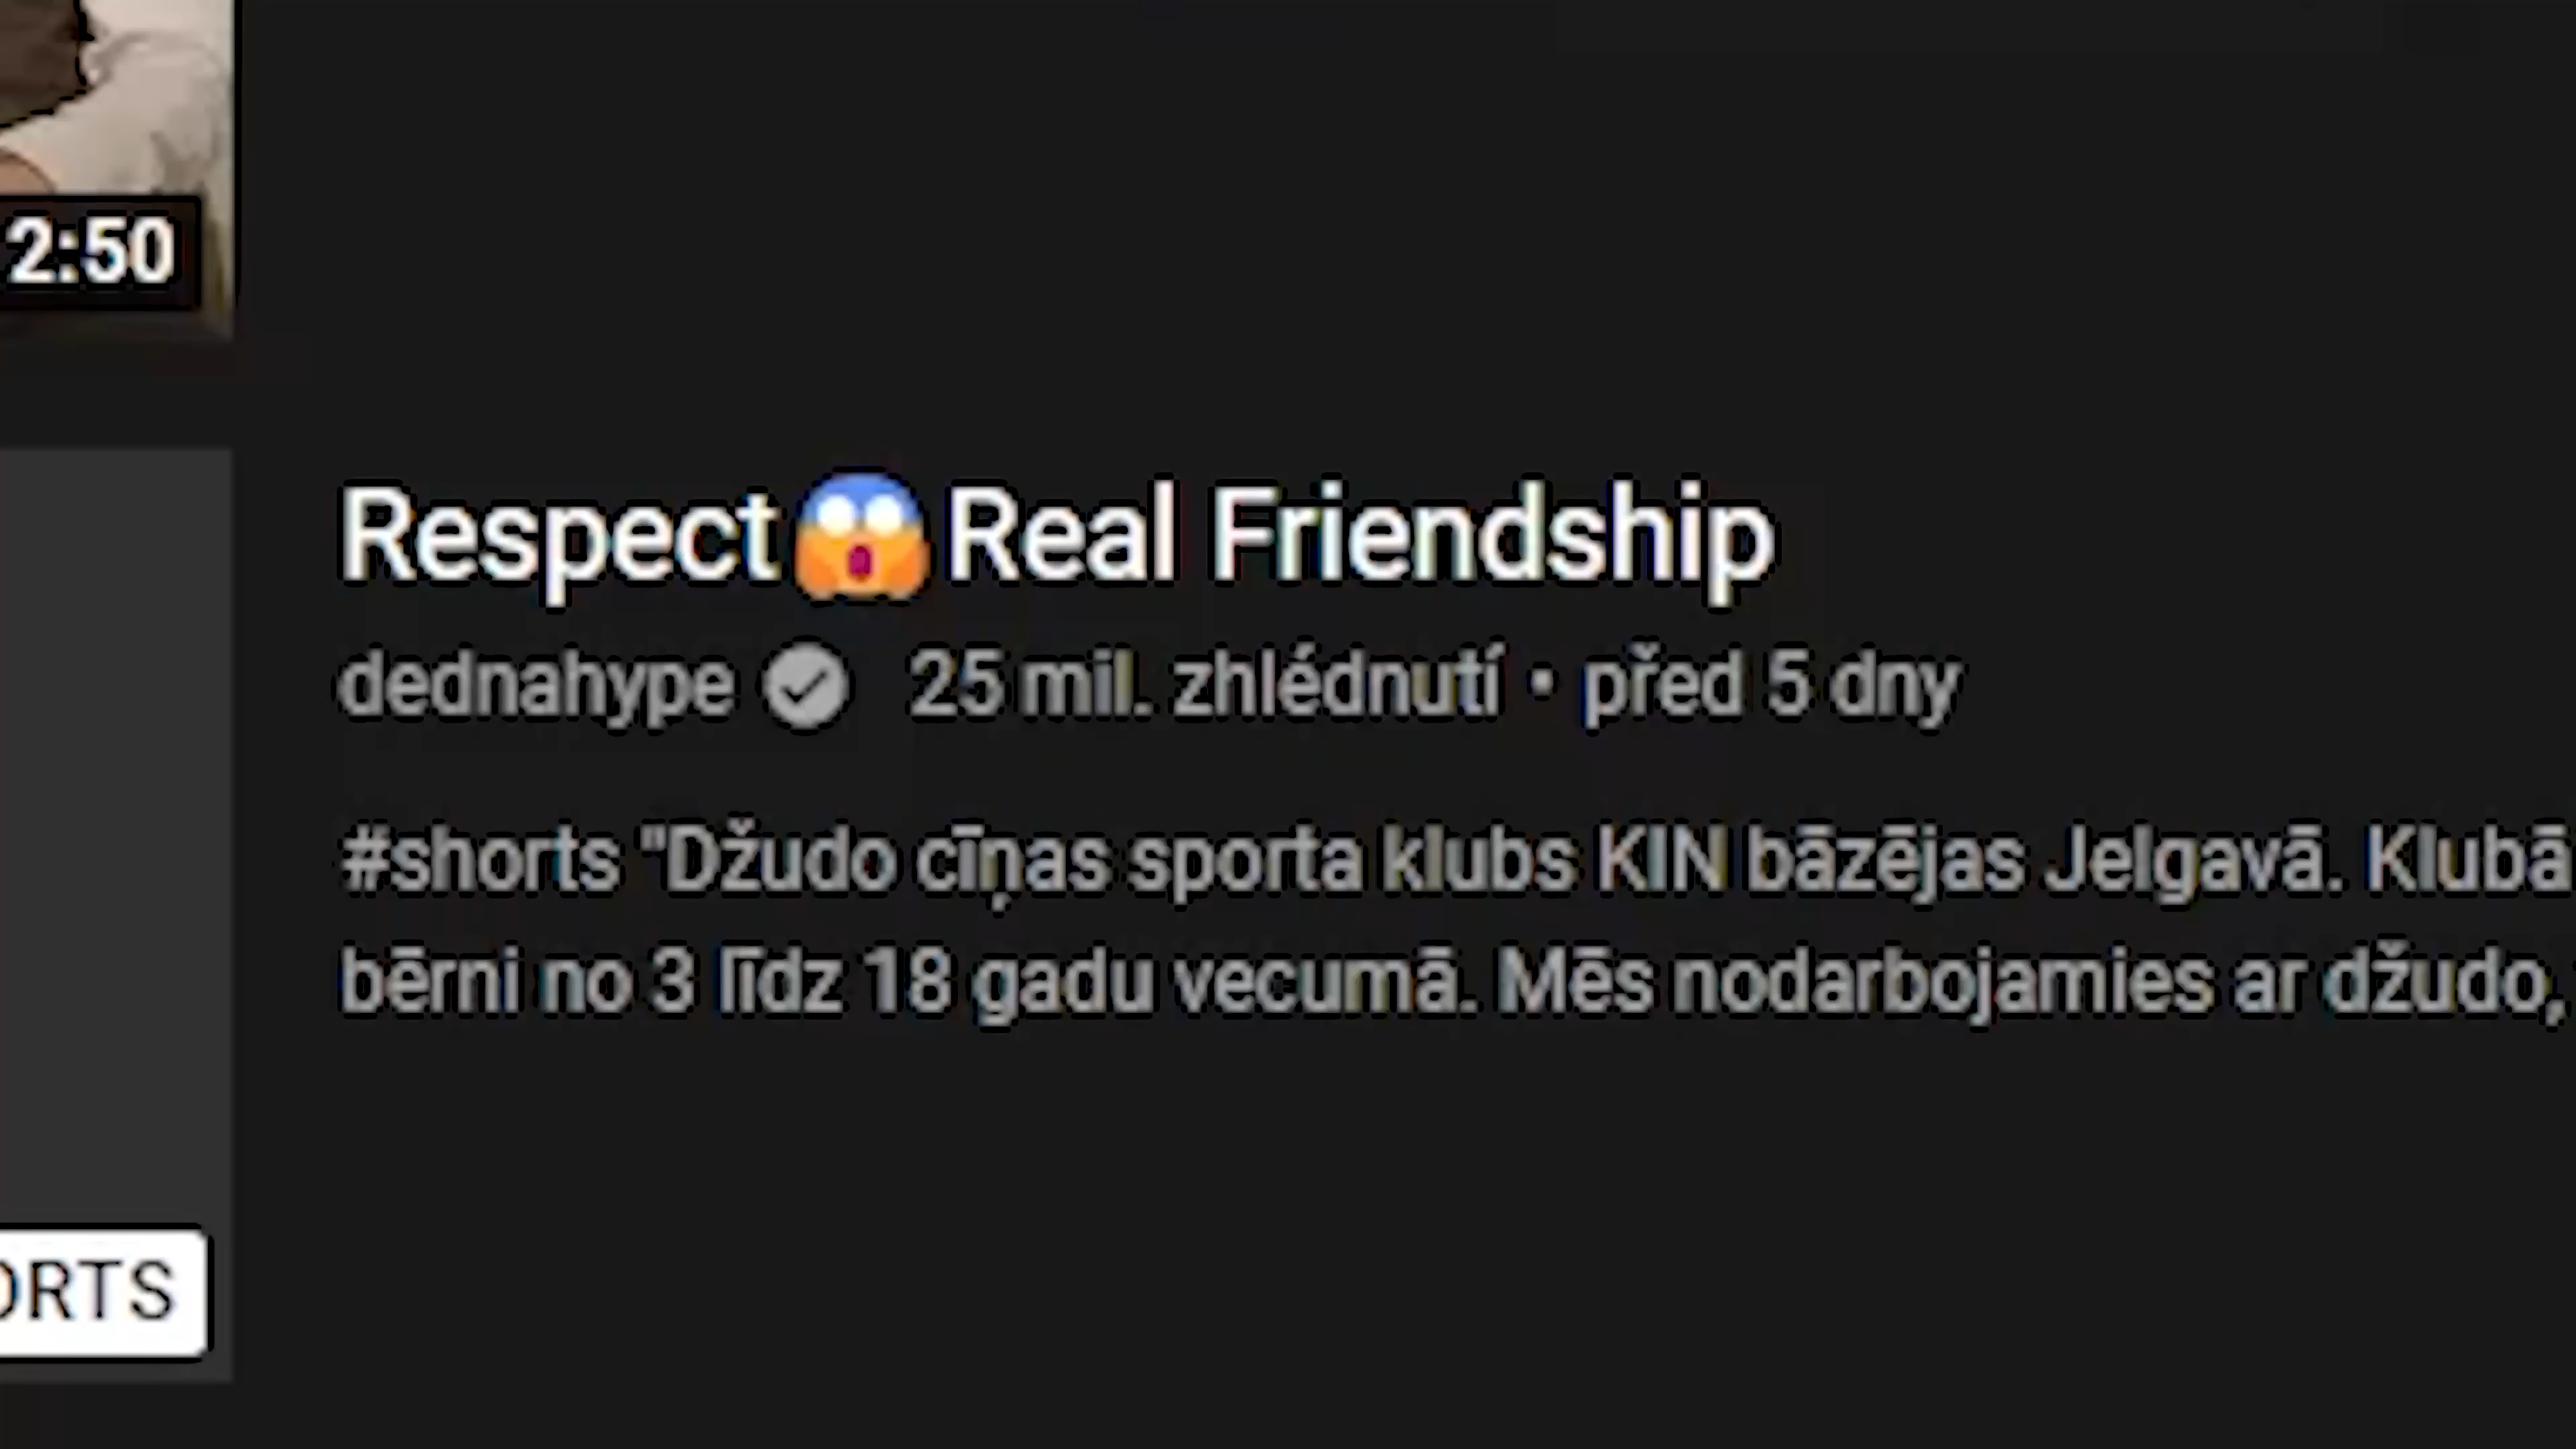 2:50
Respect😱Real Friendship
dednahype 25 mil. zhlédnutí • před 5 dny
#shorts "Džudo cīņas sporta klubs KIN bāzējas Jelgavā. Klubā
bērni no 3 līdz 18 gadu vecumā. Mēs nodarbojamies ar džudo,
ORTS